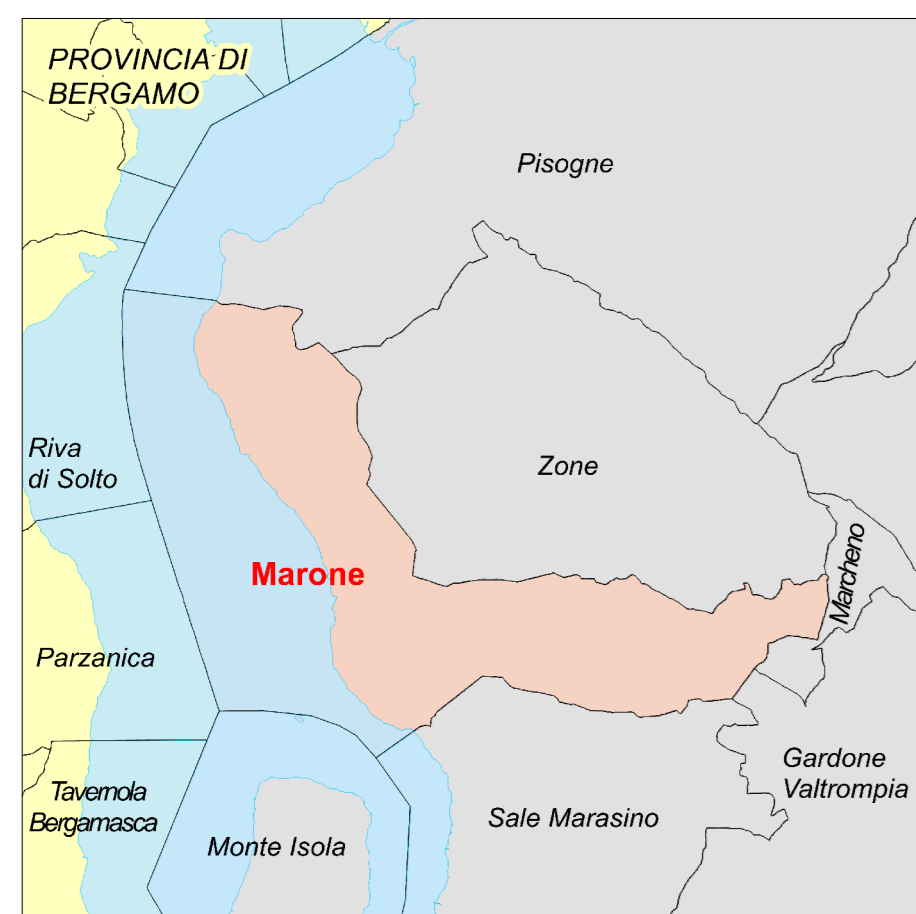 PROVINCIA DI
BERGAMO
Pisogne
Riva
di Solto
Zone
Marcheno
Marone
Parzanica
Gardone
Valtrompia
Tavernola
Bergamasca
Sale Marasino
Monte Isola